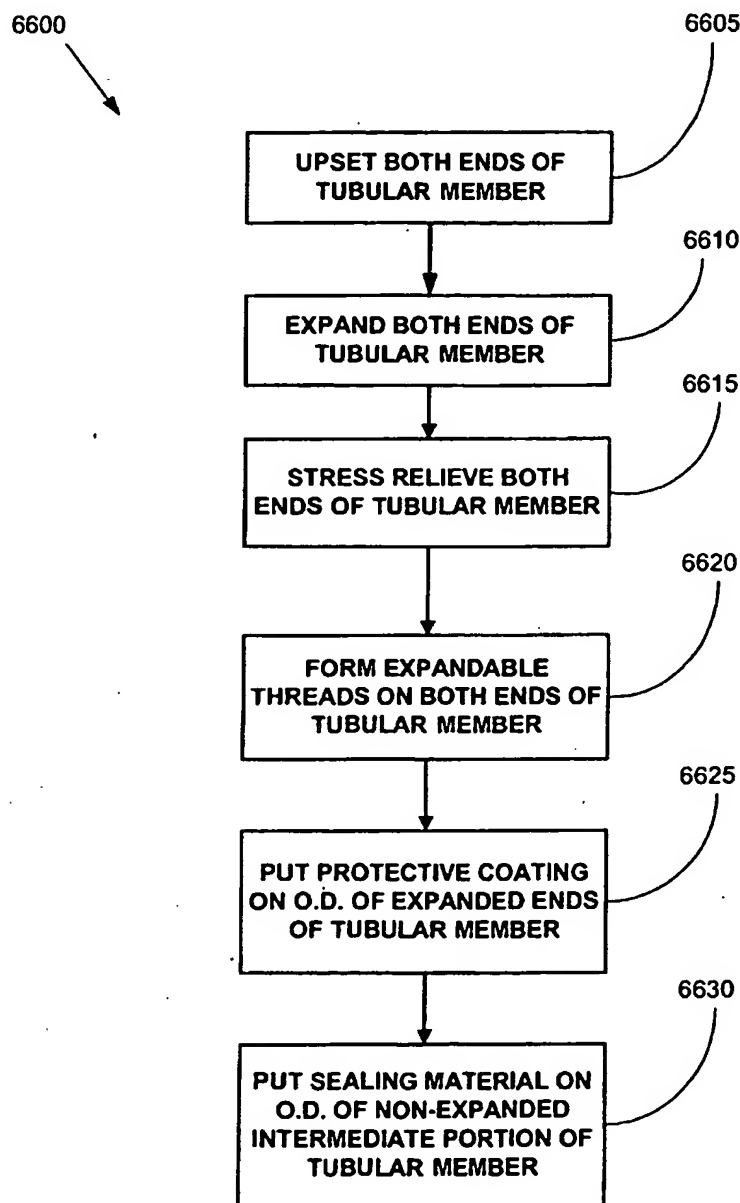 6600
6605
UPSET BOTH ENDS OF
TUBULAR MEMBER
6610
EXPAND BOTH ENDS OF
TUBULAR MEMBER
6615
STRESS RELIEVE BOTH
ENDS OF TUBULAR MEMBER
6620
FORM EXPANDABLE
THREADS ON BOTH ENDS OF
TUBULAR MEMBER
6625
PUT PROTECTIVE COATING
ON O.D. OF EXPANDED ENDS
OF TUBULAR MEMBER
6630
PUT SEALING MATERIAL ON
O.D. OF NON-EXPANDED
INTERMEDIATE PORTION OF
TUBULAR MEMBER